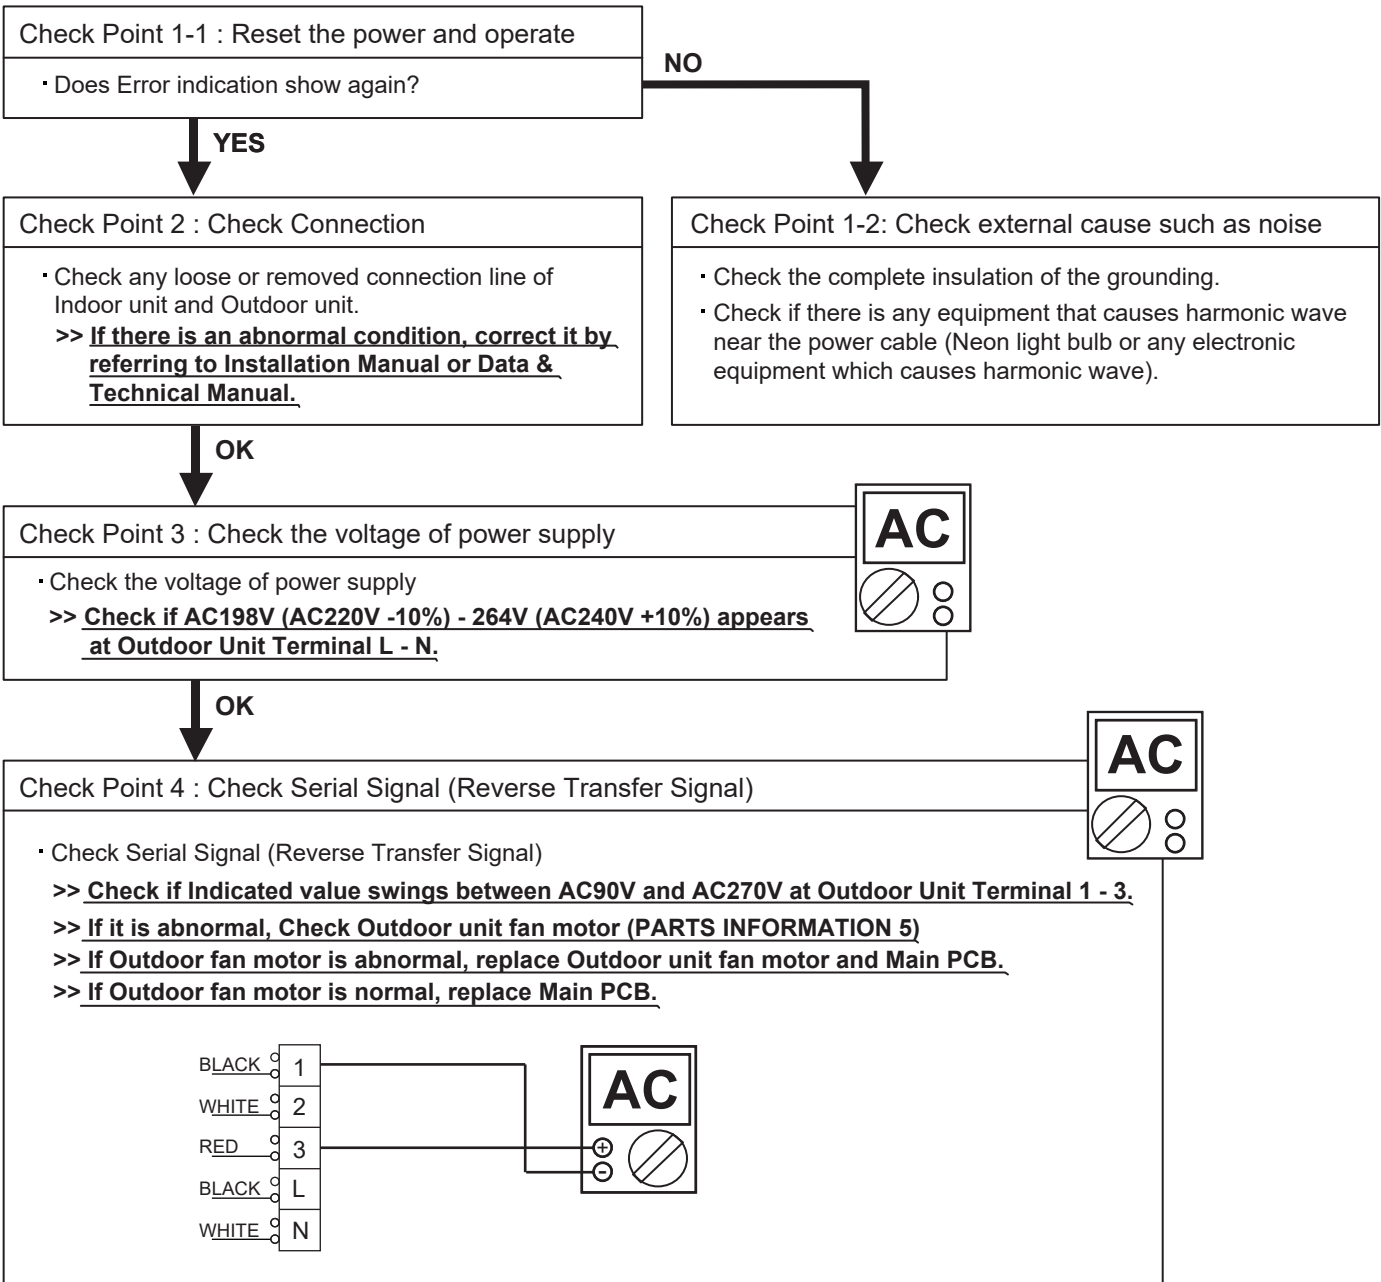 Check Point 1-1 : Reset the power and operate
· Does Error indication show again?
NO
YES
Check Point 2 : Check Connection
· Check any loose or removed connection line of
Indoor unit and Outdoor unit.
>> If there is an abnormal condition, correct it by
referring to Installation Manual or Data &
Technical Manual.
Check Point 1-2: Check external cause such as noise
· Check the complete insulation of the grounding.
· Check if there is any equipment that causes harmonic wave
near the power cable (Neon light bulb or any electronic
equipment which causes harmonic wave).
OK
Check Point 3 : Check the voltage of power supply
AC
· Check the voltage of power supply
>> Check if AC198V (AC220V -10%) - 264V (AC240V +10%) appears
at Outdoor Unit Terminal L - N.
OK
Check Point 4 : Check Serial Signal (Reverse Transfer Signal)
AC
· Check Serial Signal (Reverse Transfer Signal)
>> Check if Indicated value swings between AC90V and AC270V at Outdoor Unit Terminal 1 - 3.
>> If it is abnormal, Check Outdoor unit fan motor (PARTS INFORMATION 5)
>> If Outdoor fan motor is abnormal, replace Outdoor unit fan motor and Main PCB.
>> If Outdoor fan motor is normal, replace Main PCB.
BLACK 1
WHITE 2
RED 3
BLACK L
WHITE N
AC
+
-